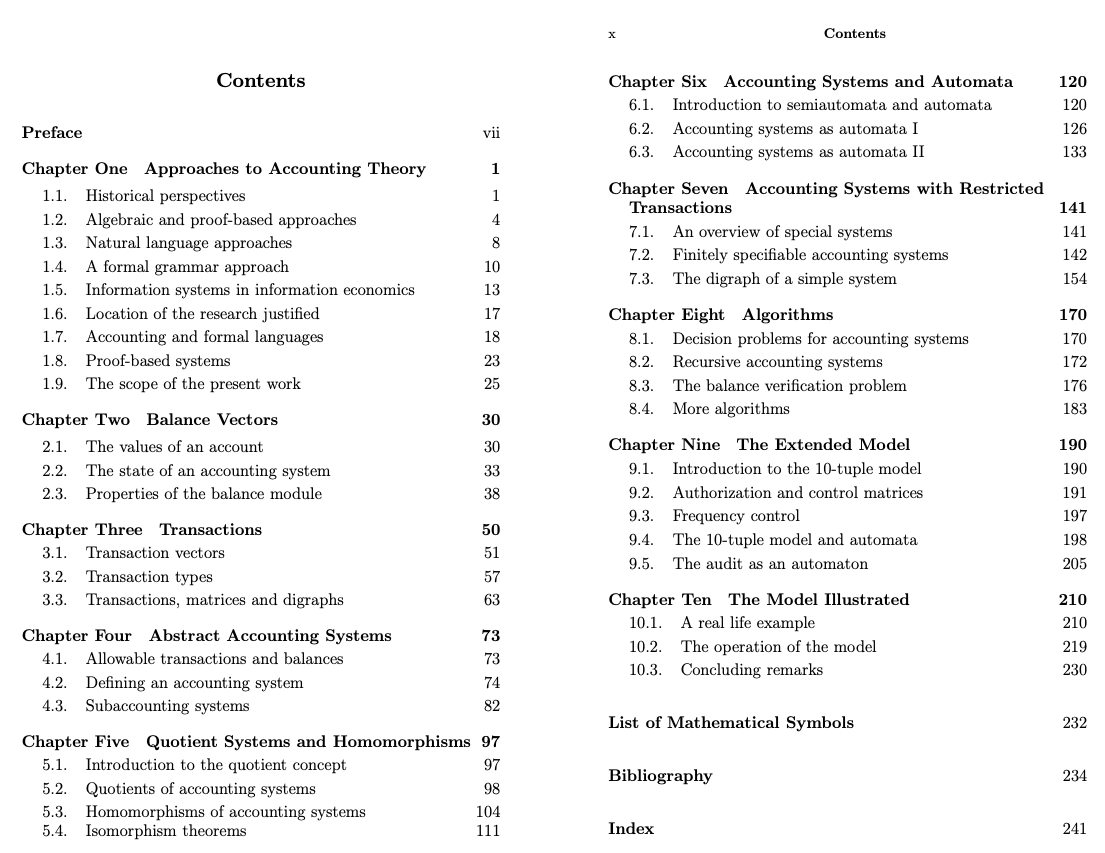 Contents
Preface vii
Chapter One Approaches to Accounting Theory 1
1.1. Historical perspectives 1
1.2. Algebraic and proof-based approaches 4
1.3. Natural language approaches 8
1.4. A formal grammar approach 10
1.5. Information systems in information economics 13
1.6. Location of the research justified 17
1.7. Accounting and formal languages 18
1.8. Proof-based systems 23
1.9. The scope of the present work 25
Chapter Two Balance Vectors 30
2.1. The values of an account 30
2.2. The state of an accounting system 33
2.3. Properties of the balance module 38
Chapter Three Transactions 50
3.1. Transaction vectors 51
3.2. Transaction types 57
3.3. Transactions, matrices and digraphs 63
Chapter Four Abstract Accounting Systems 73
4.1. Allowable transactions and balances 73
4.2. Defining an accounting system 74
4.3. Subaccounting systems 82
Chapter Five Quotient Systems and Homomorphisms 97
5.1. Introduction to the quotient concept 97
5.2. Quotients of accounting systems 98
5.3. Homomorphisms of accounting systems 104
5.4. Isomorphism theorems 111
x Contents
Chapter Six Accounting Systems and Automata 120
6.1. Introduction to semiautomata and automata 120
6.2. Accounting systems as automata I 126
6.3. Accounting systems as automata II 133
Chapter Seven Accounting Systems with Restricted
Transactions 141
7.1. An overview of special systems 141
7.2. Finitely specifiable accounting systems 142
7.3. The digraph of a simple system 154
Chapter Eight Algorithms 170
8.1. Decision problems for accounting systems 170
8.2. Recursive accounting systems 172
8.3. The balance verification problem 176
8.4. More algorithms 183
Chapter Nine The Extended Model 190
9.1. Introduction to the 10-tuple model 190
9.2. Authorization and control matrices 191
9.3. Frequency control 197
9.4. The 10-tuple model and automata 198
9.5. The audit as an automaton 205
Chapter Ten The Model Illustrated 210
10.1. A real life example 210
10.2. The operation of the model 219
10.3. Concluding remarks 230
List of Mathematical Symbols 232
Bibliography 234
Index 241